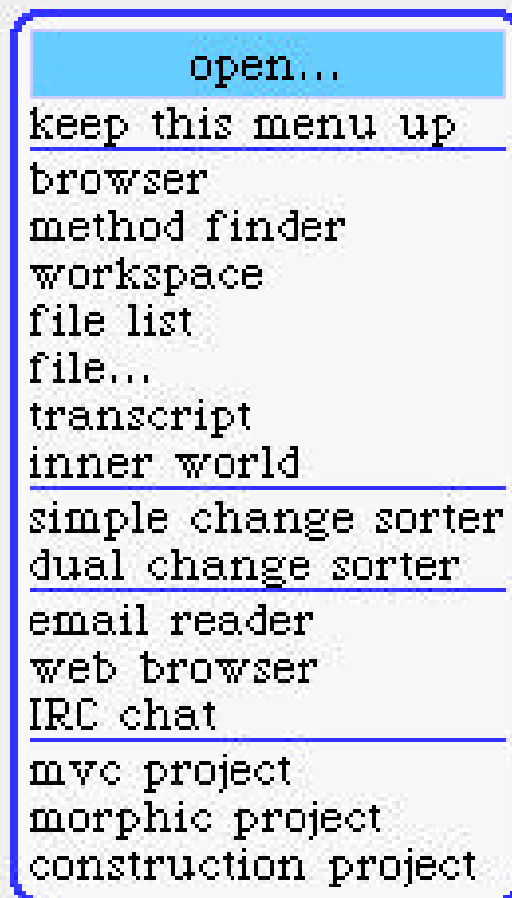 open...
keep this menu up
browser
method finder
workspace
file list
file...
transcript
inner world
simple change sorter
dual change sorter
email reader
web browser
IRC chat
mvc project
morphic project
construction project